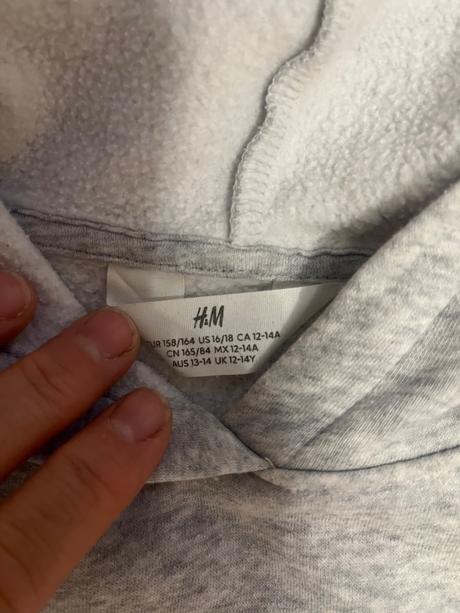 H&M
EUR 158/164 US 16/18 CA 12-14A
CN 165/84 MX 12-14A
AUS 13-14 UK 12-14Y